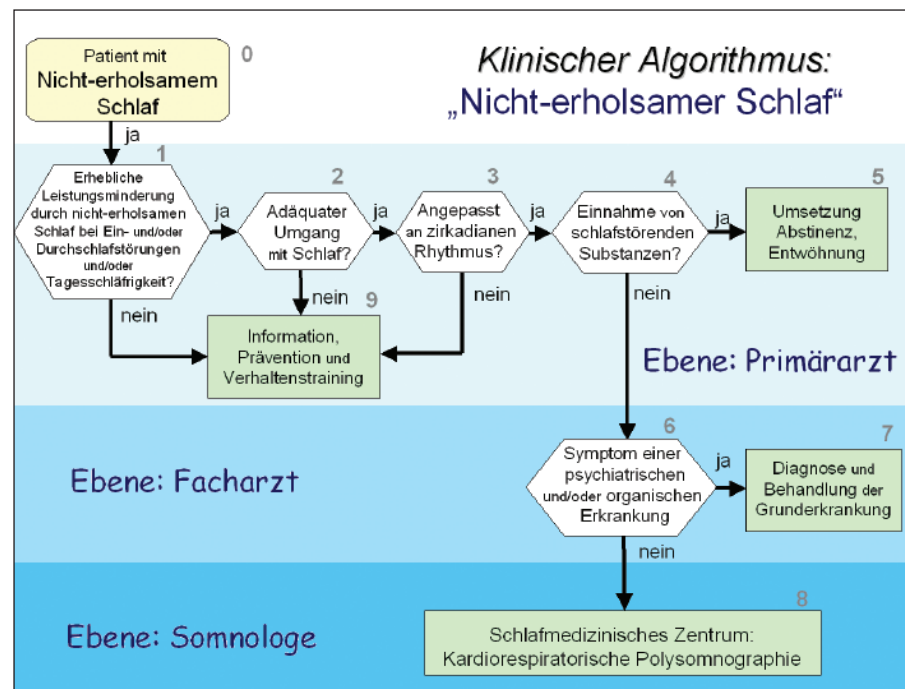 Patient mit
Nicht-erholsamem
Schlaf
0
Klinischer Algorithmus:
„Nicht-erholsamer Schlaf“
ja
1
Erhebliche
Leistungsminderung
durch nicht-erholsamen
Schlaf bei Ein- und/oder
Durchschlafstörungen
und/oder
Tagesschläfrigkeit?
ja
nein
2
Adäquater
Umgang
mit Schlaf?
ja
nein
3
Angepasst
an zirkadianen
Rhythmus?
ja
nein
4
Einnahme von
schlafstörenden
Substanzen?
ja
nein
5
Umsetzung
Abstinenz,
Entwöhnung
9
Information,
Prävention und
Verhaltenstraining
Ebene: Primärarzt
Ebene: Facharzt
6
Symptom einer
psychiatrischen
und/oder organischen
Erkrankung
ja
nein
7
Diagnose und
Behandlung der
Grunderkrankung
Ebene: Somnologe
8
Schlafmedizinisches Zentrum:
Kardiorespiratorische Polysomnographie